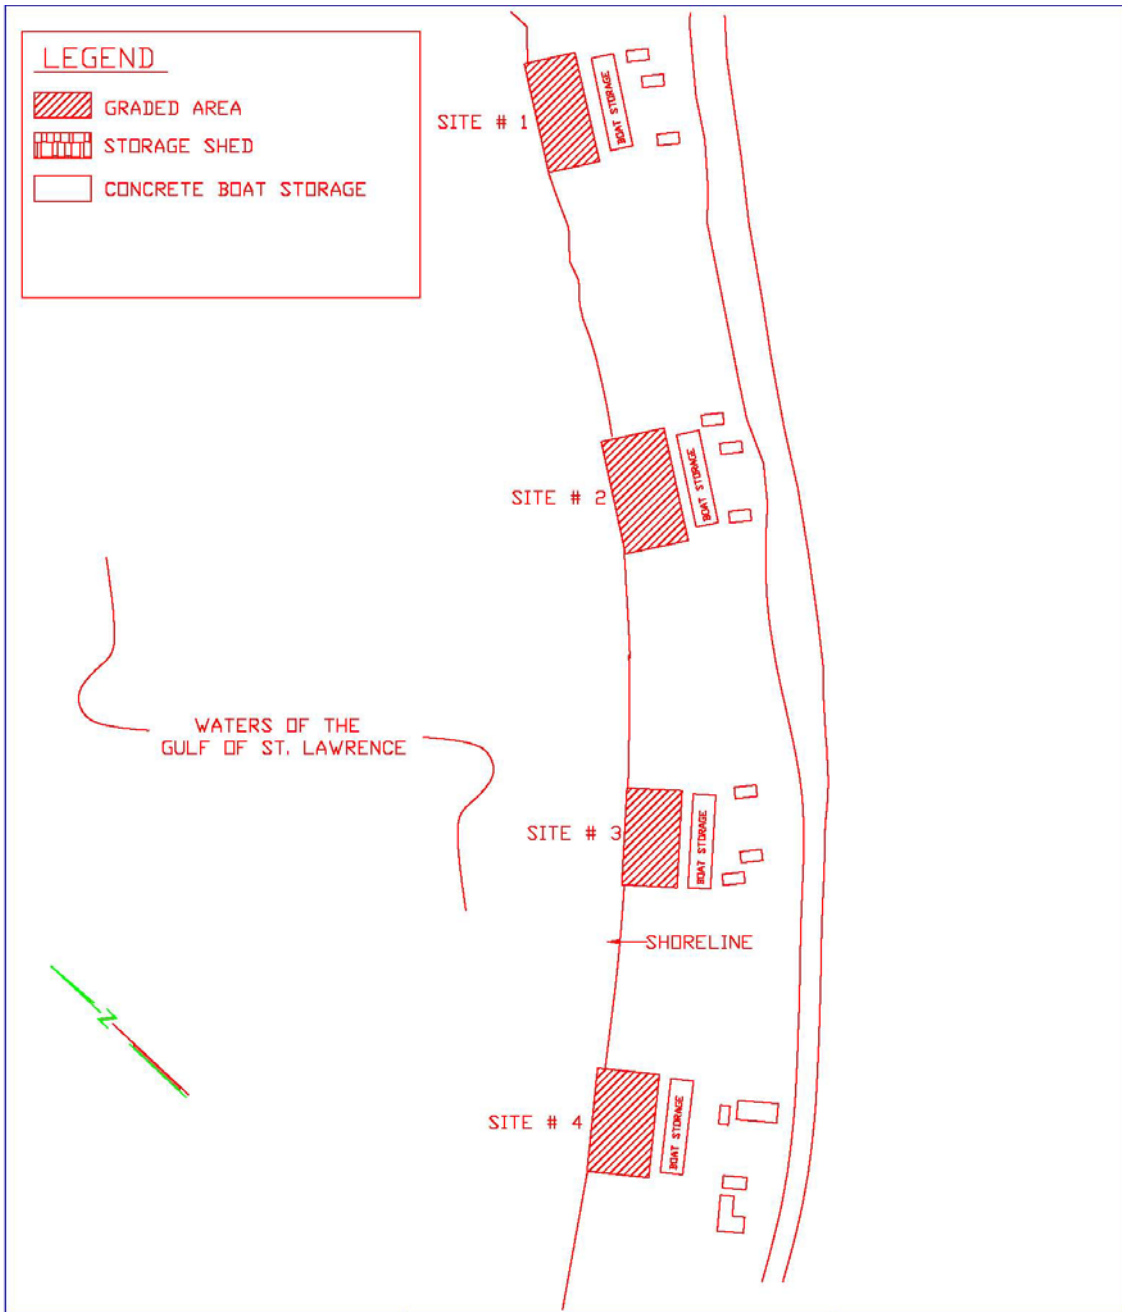 LEGEND
GRADED AREA
STORAGE SHED
CONCRETE BOAT STORAGE
SITE # 1
BOAT STORAGE
SITE # 2
BOAT STORAGE
WATERS OF THE
GULF OF ST. LAWRENCE
SITE # 3
BOAT STORAGE
SHORELINE
N
SITE # 4
BOAT STORAGE